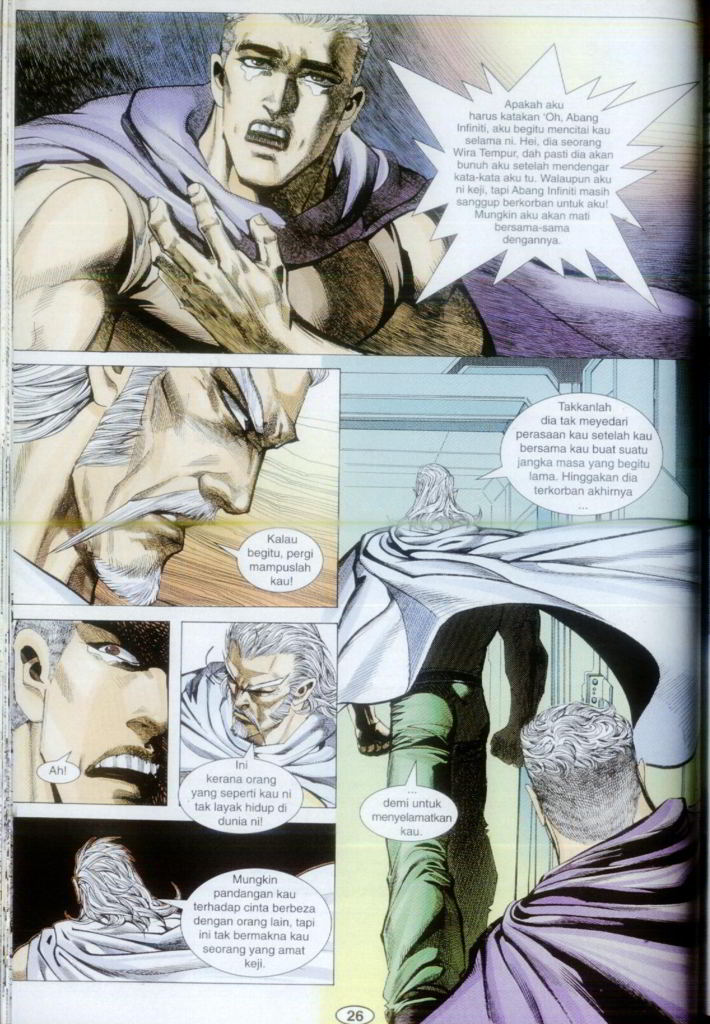 Apakah aku
harus katakan 'Oh, Abang
Infiniti, aku begitu mencitai kau
selama ni. Hei, dia seorang
Wira Tempur, dah pasti dia akan
bunuh aku setelah mendengar
kata-kata aku tu. Walaupun aku
ni keji, tapi Abang Infiniti masih
sanggup berkorban untuk aku!
Mungkin aku akan mati
bersama-sama
dengannya.
Kalau
begitu, pergi
mampuslah
kau!
Ah!
Ini
kerana orang
yang seperti kau ni
tak layak hidup di
dunia ni!
Mungkin
pandangan kau
terhadap cinta berbeza
dengan orang lain, tapi
ini tak bermakna kau
seorang yang amat
keji.
Takkanlah
dia tak meyedari
perasaan kau setelah kau
bersama kau buat suatu
jangka masa yang begitu
lama. Hinggakan dia
terkorban akhirnya
...
...
demi untuk
menyelamatkan
kau.
26